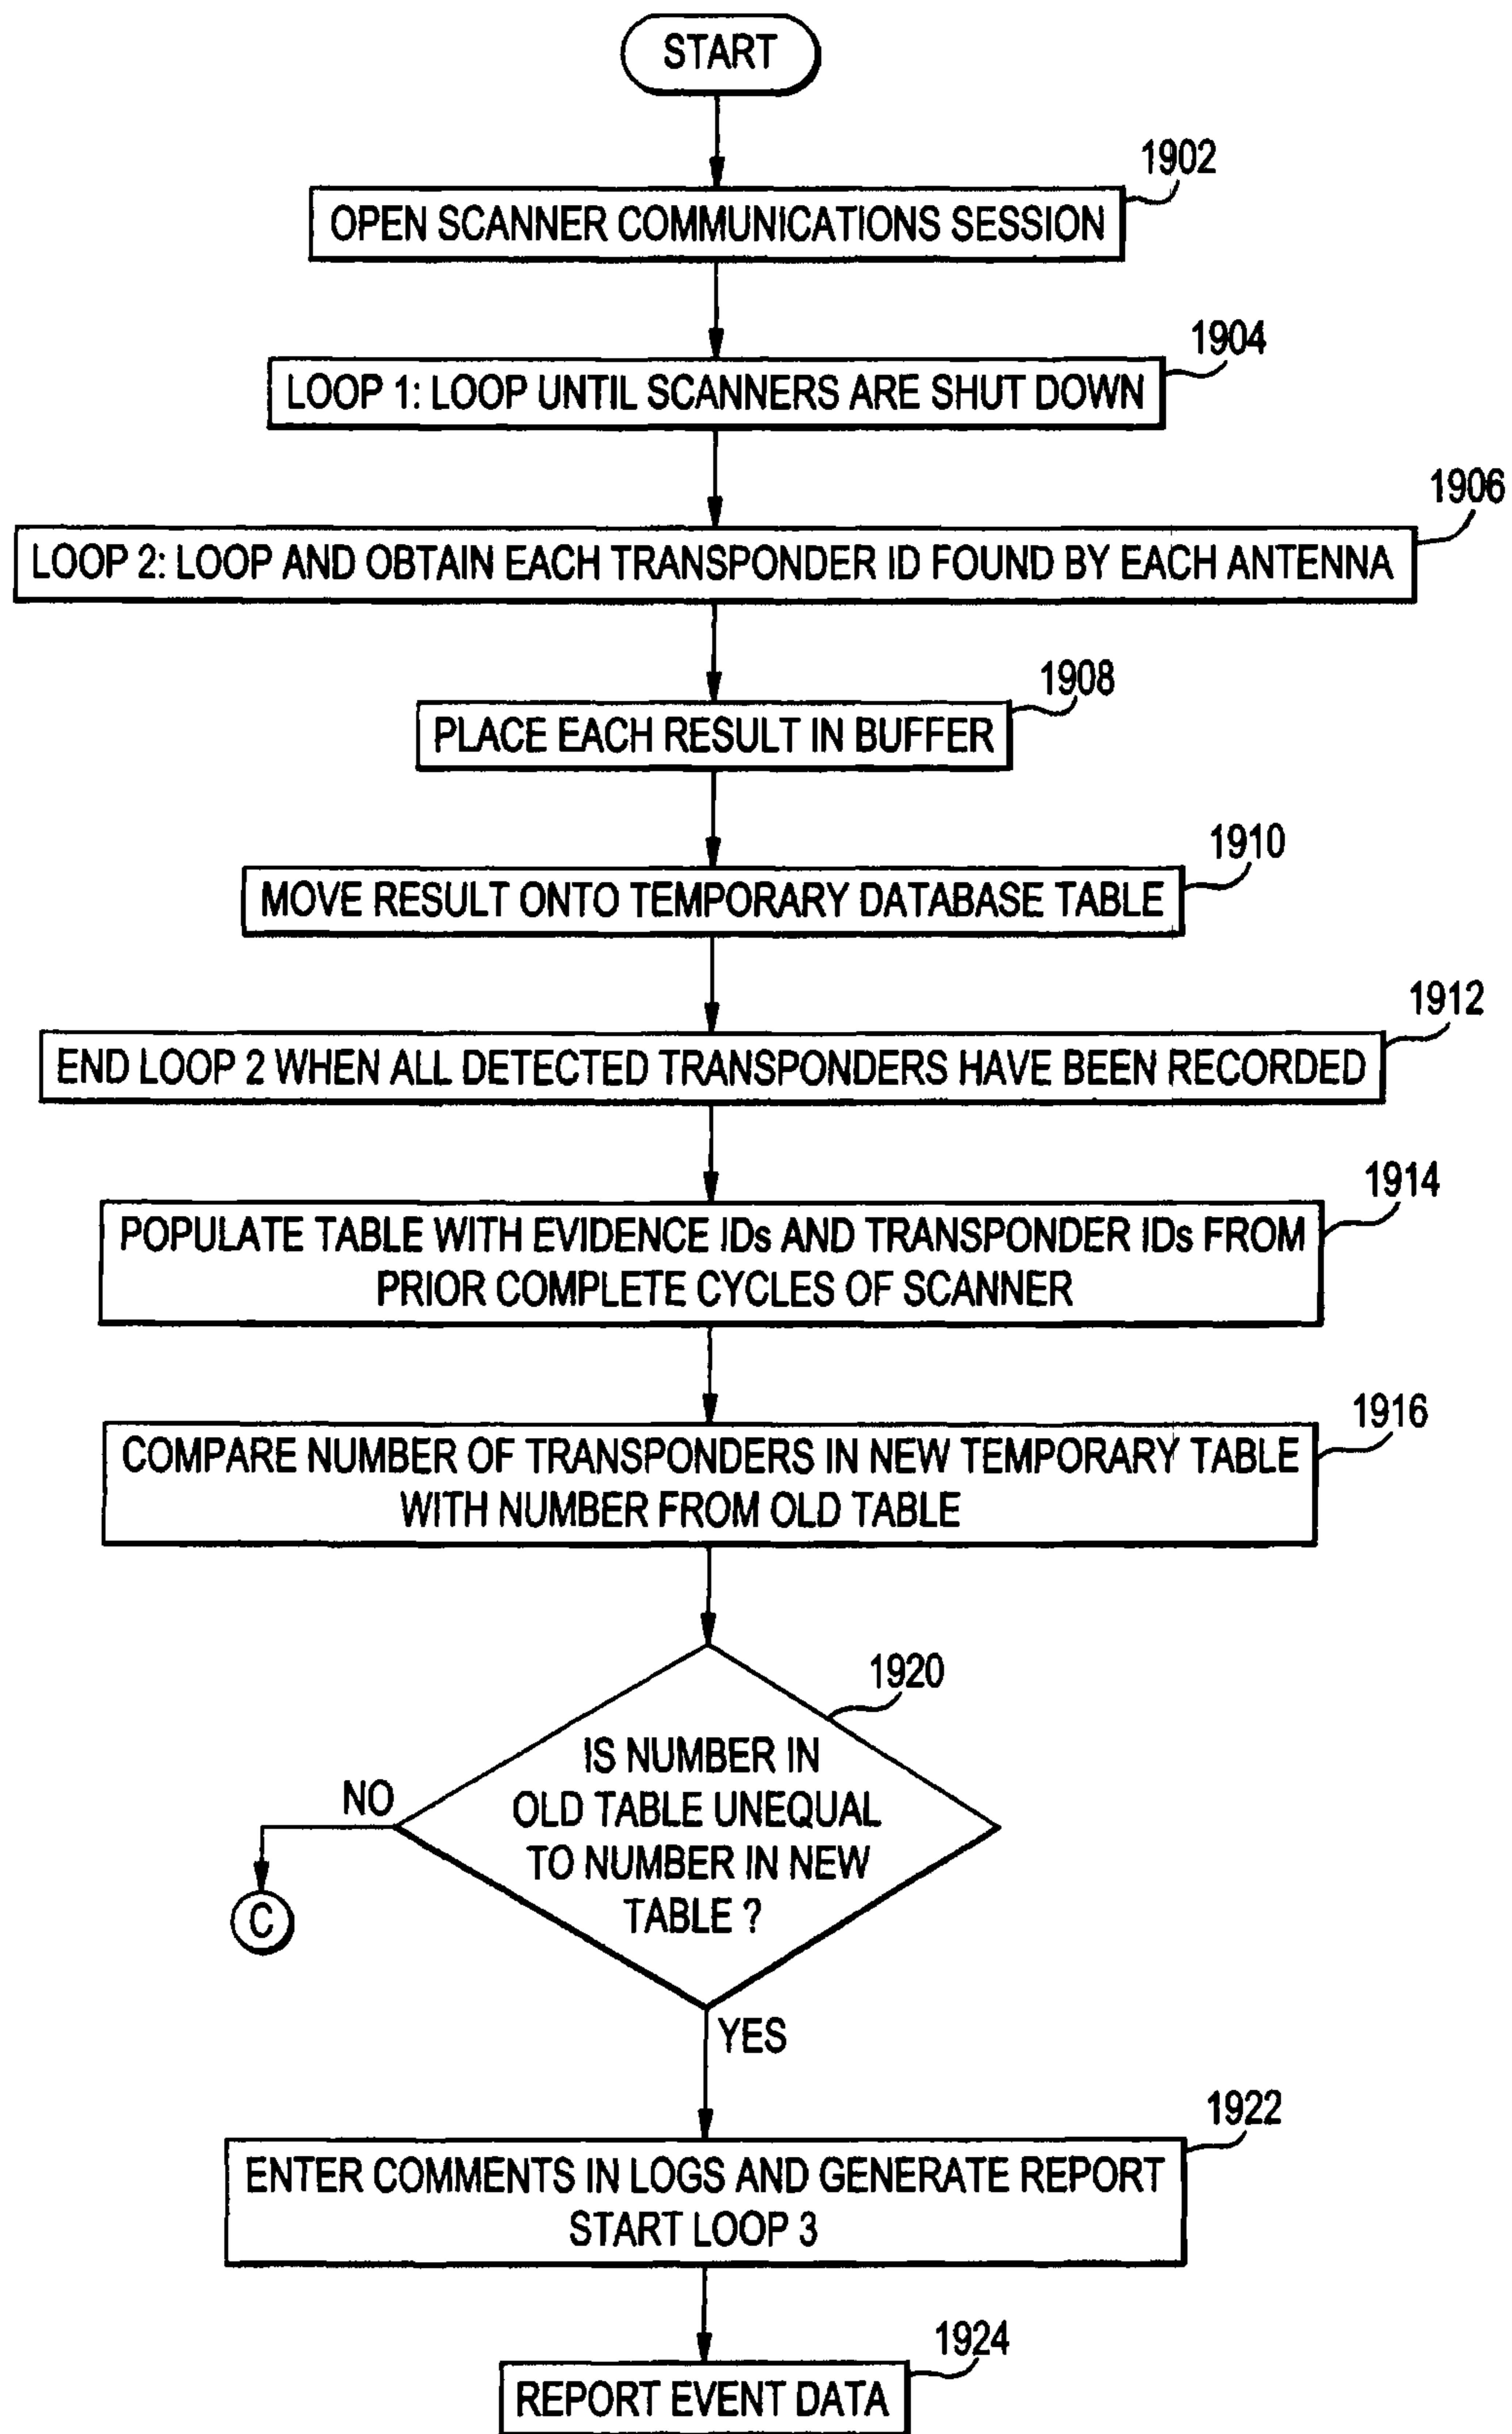 START
1902
OPEN SCANNER COMMUNICATIONS SESSION
1904
LOOP 1: LOOP UNTIL SCANNERS ARE SHUT DOWN
1906
LOOP 2: LOOP AND OBTAIN EACH TRANSPONDER ID FOUND BY EACH ANTENNA
1908
PLACE EACH RESULT IN BUFFER
1910
MOVE RESULT ONTO TEMPORARY DATABASE TABLE
1912
END LOOP 2 WHEN ALL DETECTED TRANSPONDERS HAVE BEEN RECORDED
1914
POPULATE TABLE WITH EVIDENCE IDs AND TRANSPONDER IDs FROM
PRIOR COMPLETE CYCLES OF SCANNER
1916
COMPARE NUMBER OF TRANSPONDERS IN NEW TEMPORARY TABLE
WITH NUMBER FROM OLD TABLE
1920
IS NUMBER IN
OLD TABLE UNEQUAL
TO NUMBER IN NEW
TABLE ?
NO
C
YES
1922
ENTER COMMENTS IN LOGS AND GENERATE REPORT
START LOOP 3
1924
REPORT EVENT DATA